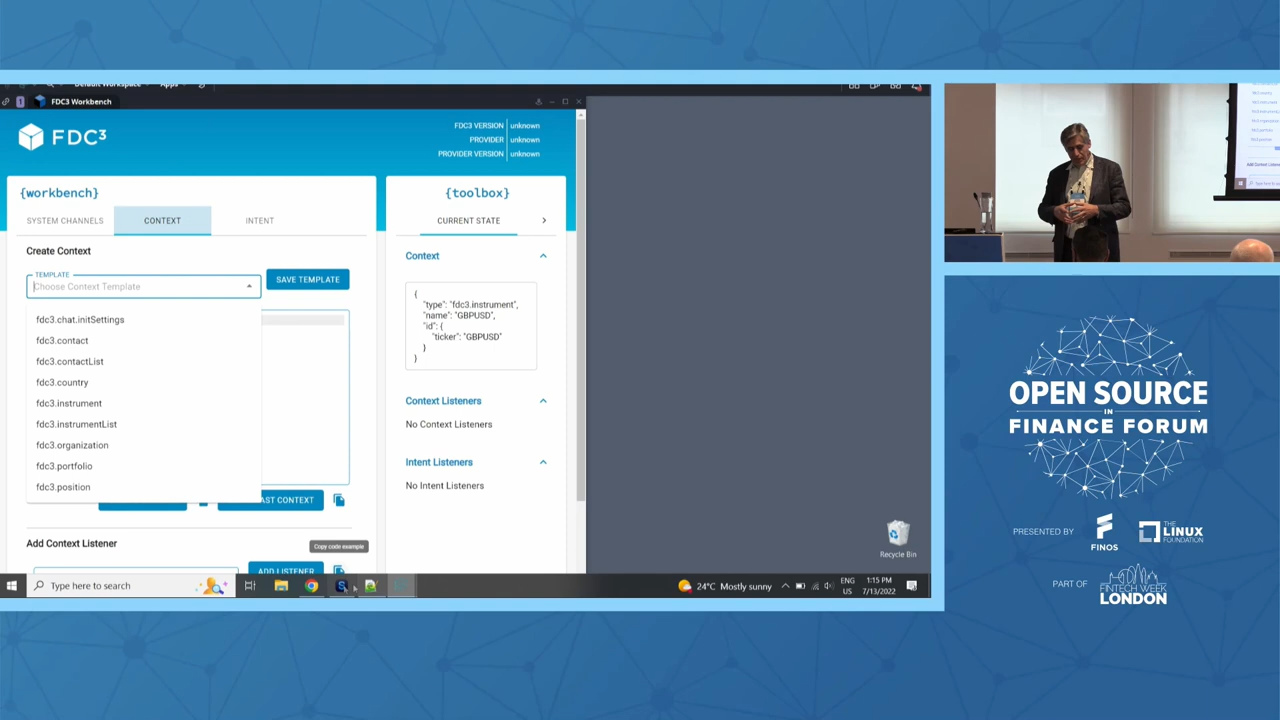 Default Workspace
Apps
FDC3 Workbench
FDC3
FDC3 VERSION unknown
PROVIDER unknown
PROVIDER VERSION unknown
{workbench}
SYSTEM CHANNELS
CONTEXT
INTENT
Create Context
TEMPLATE
Choose Context Template
SAVE TEMPLATE
fdc3.chat.initSettings
fdc3.contact
fdc3.contactList
fdc3.country
fdc3.instrument
fdc3.instrumentList
fdc3.organization
fdc3.portfolio
fdc3.position
AST CONTEXT
Add Context Listener
Copy code example
ADD LISTENER
{toolbox}
CURRENT STATE
Context
{
"type": "fdc3.instrument",
"name": "GBPUSD",
"id": {
"ticker": "GBPUSD"
}
}
Context Listeners
No Context Listeners
Intent Listeners
No Intent Listeners
Recycle Bin
Type here to search
24°C Mostly sunny
ENG
US
1:15 PM
7/13/2022
OPEN SOURCE
IN
FINANCE FORUM
PRESENTED BY
FINOS
THE
LINUX
FOUNDATION
PART OF
FINTECH WEEK
LONDON